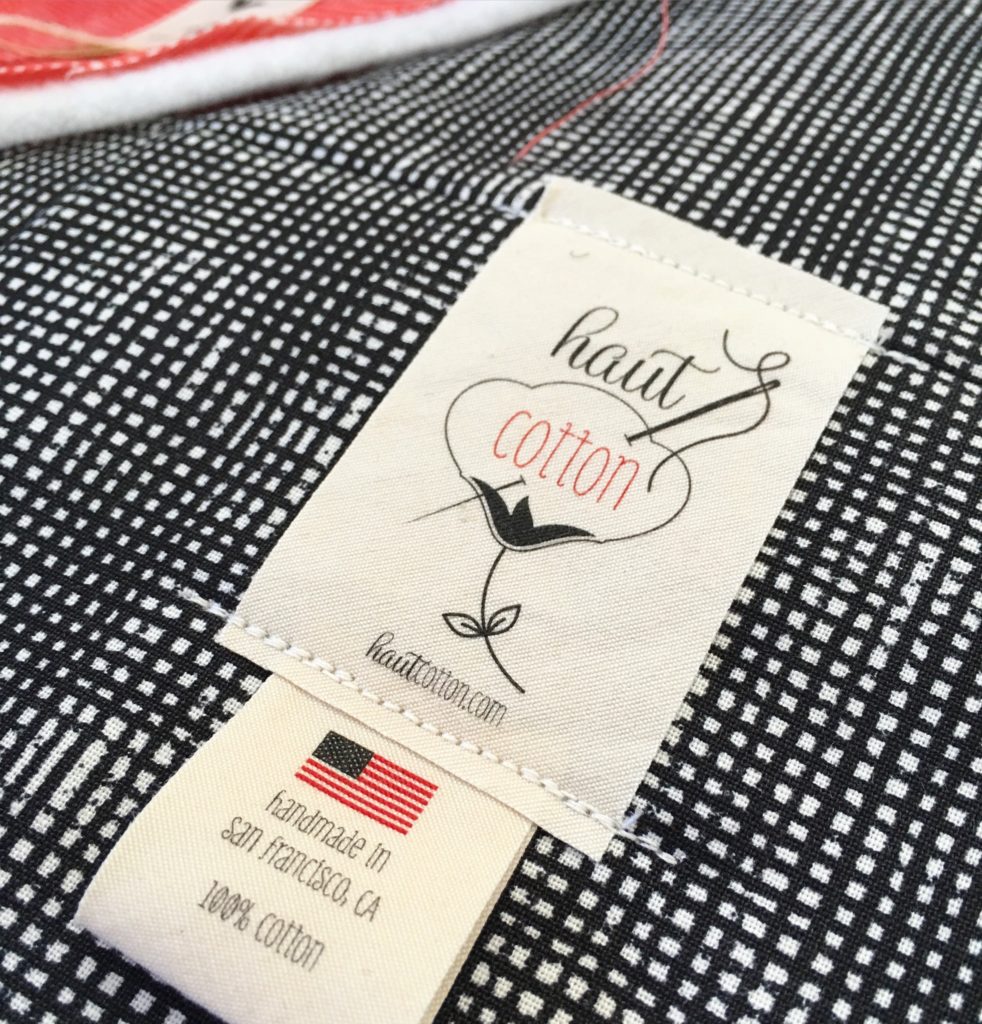 haut
cotton
hautcotton.com
handmade in
san francisco, CA
100% cotton